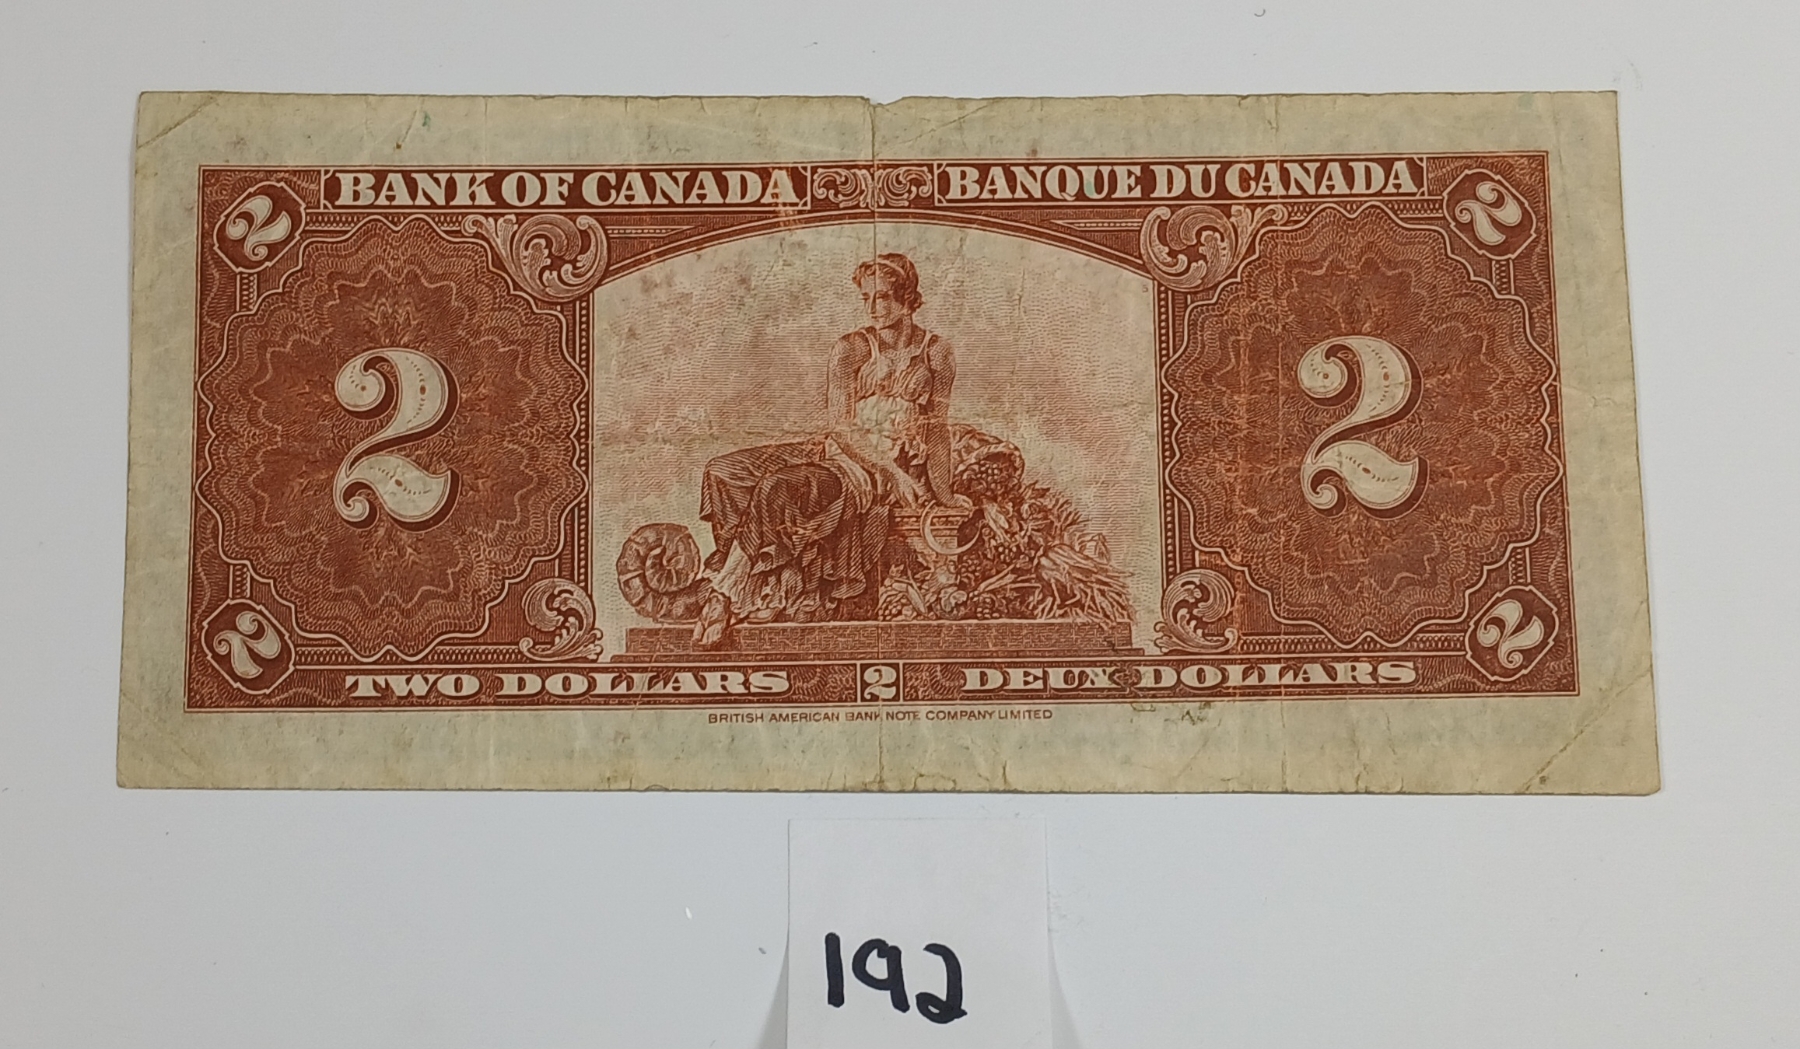 2 BANK OF CANADA BANQUE DU CANADA 2
2 2
2 TWO DOLLARS 2 DEUX DOLLARS 2
BRITISH AMERICAN BANK NOTE COMPANY LIMITED
192